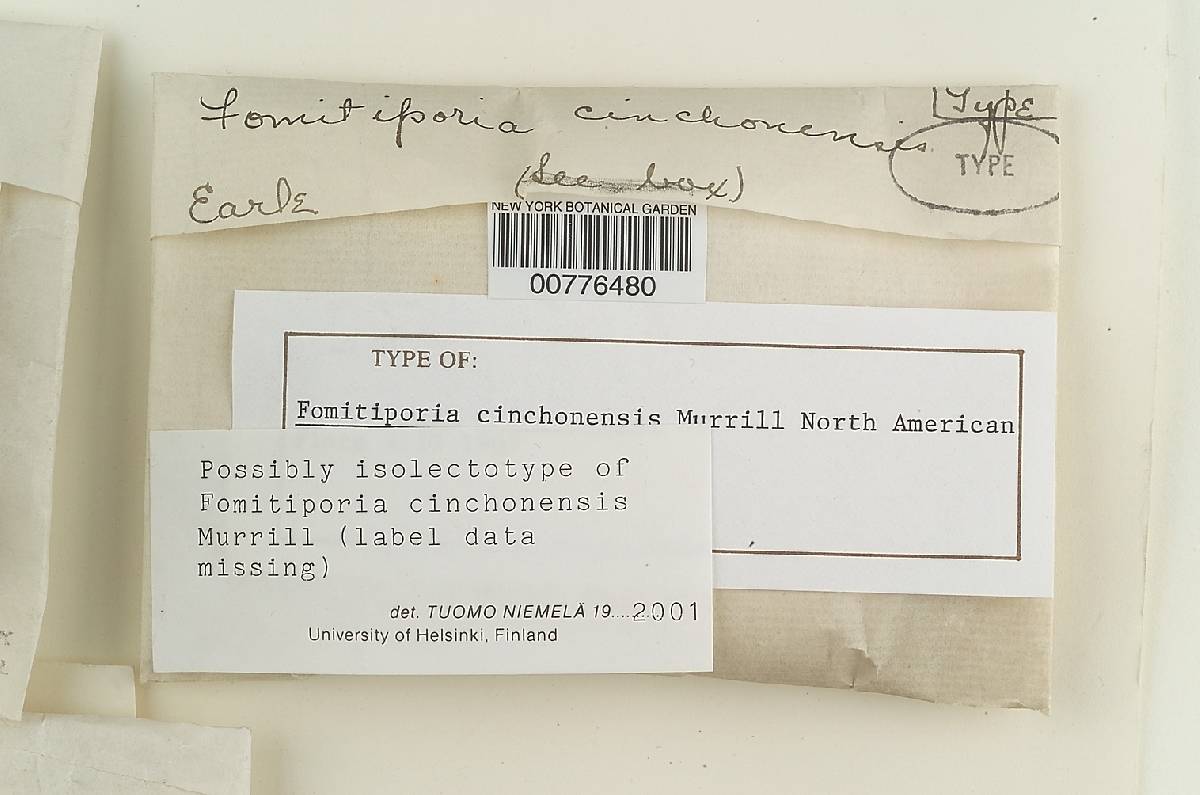 Fomitiporia cinchonensis. Type
TYPE
Earle (See box)
NEW YORK BOTANICAL GARDEN
00776480
TYPE OF:
Fomitiporia cinchonensis Murrill North American
Possibly isolectotype of
Fomitiporia cinchonensis
Murrill (label data
missing)
det. TUOMO NIEMELÄ 19....2001
University of Helsinki, Finland